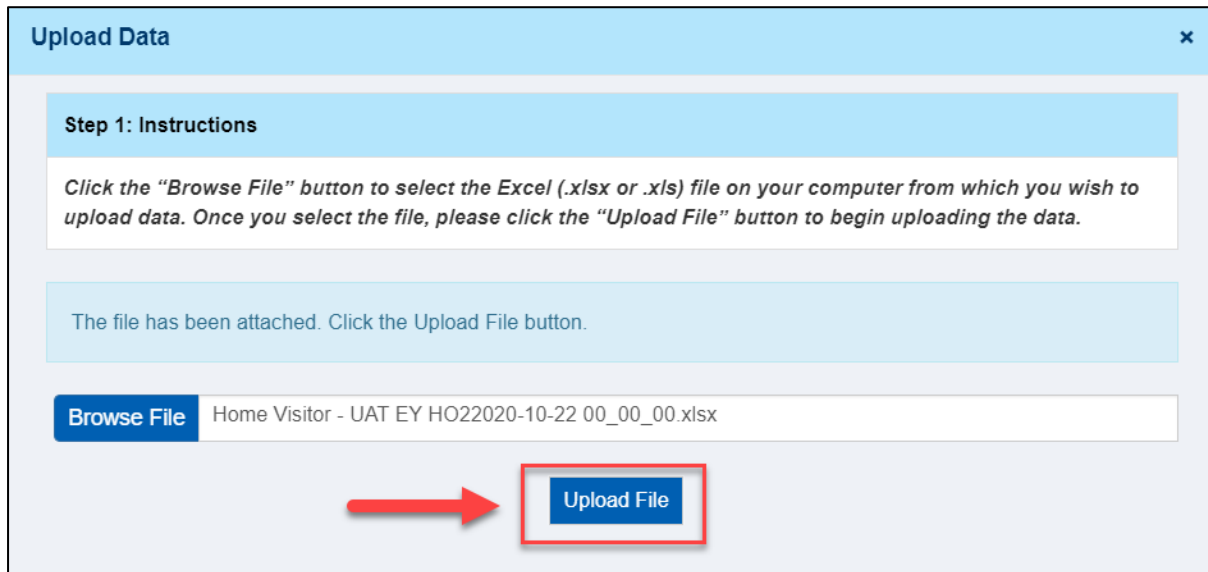 Upload Data ×
Step 1: Instructions
Click the “Browse File” button to select the Excel (.xlsx or .xls) file on your computer from which you wish to
upload data. Once you select the file, please click the “Upload File” button to begin uploading the data.
The file has been attached. Click the Upload File button.
Browse File Home Visitor - UAT EY HO22020-10-22 00_00_00.xlsx
Upload File